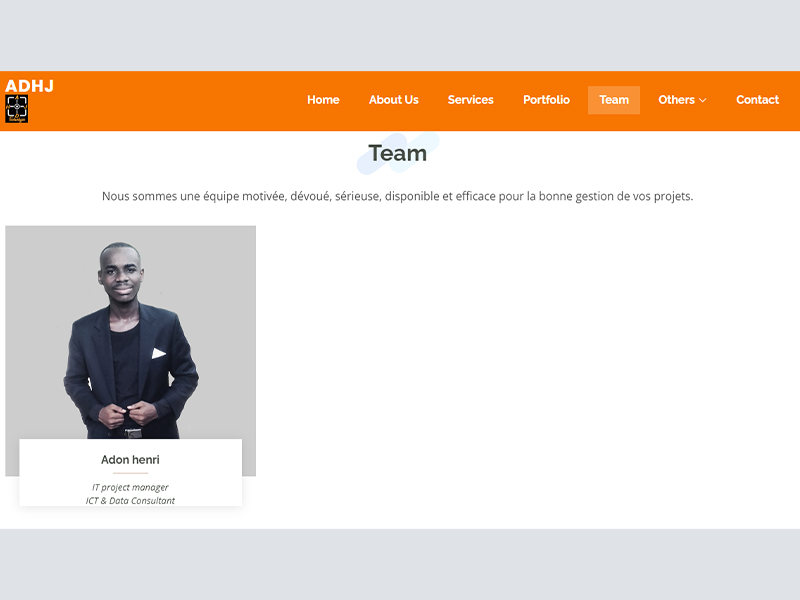 ADHJ
Home About Us Services Portfolio Team Others Contact
Team
Nous sommes une équipe motivée, dévoué, sérieuse, disponible et efficace pour la bonne gestion de vos projets.
Adon henri
IT project manager
ICT & Data Consultant